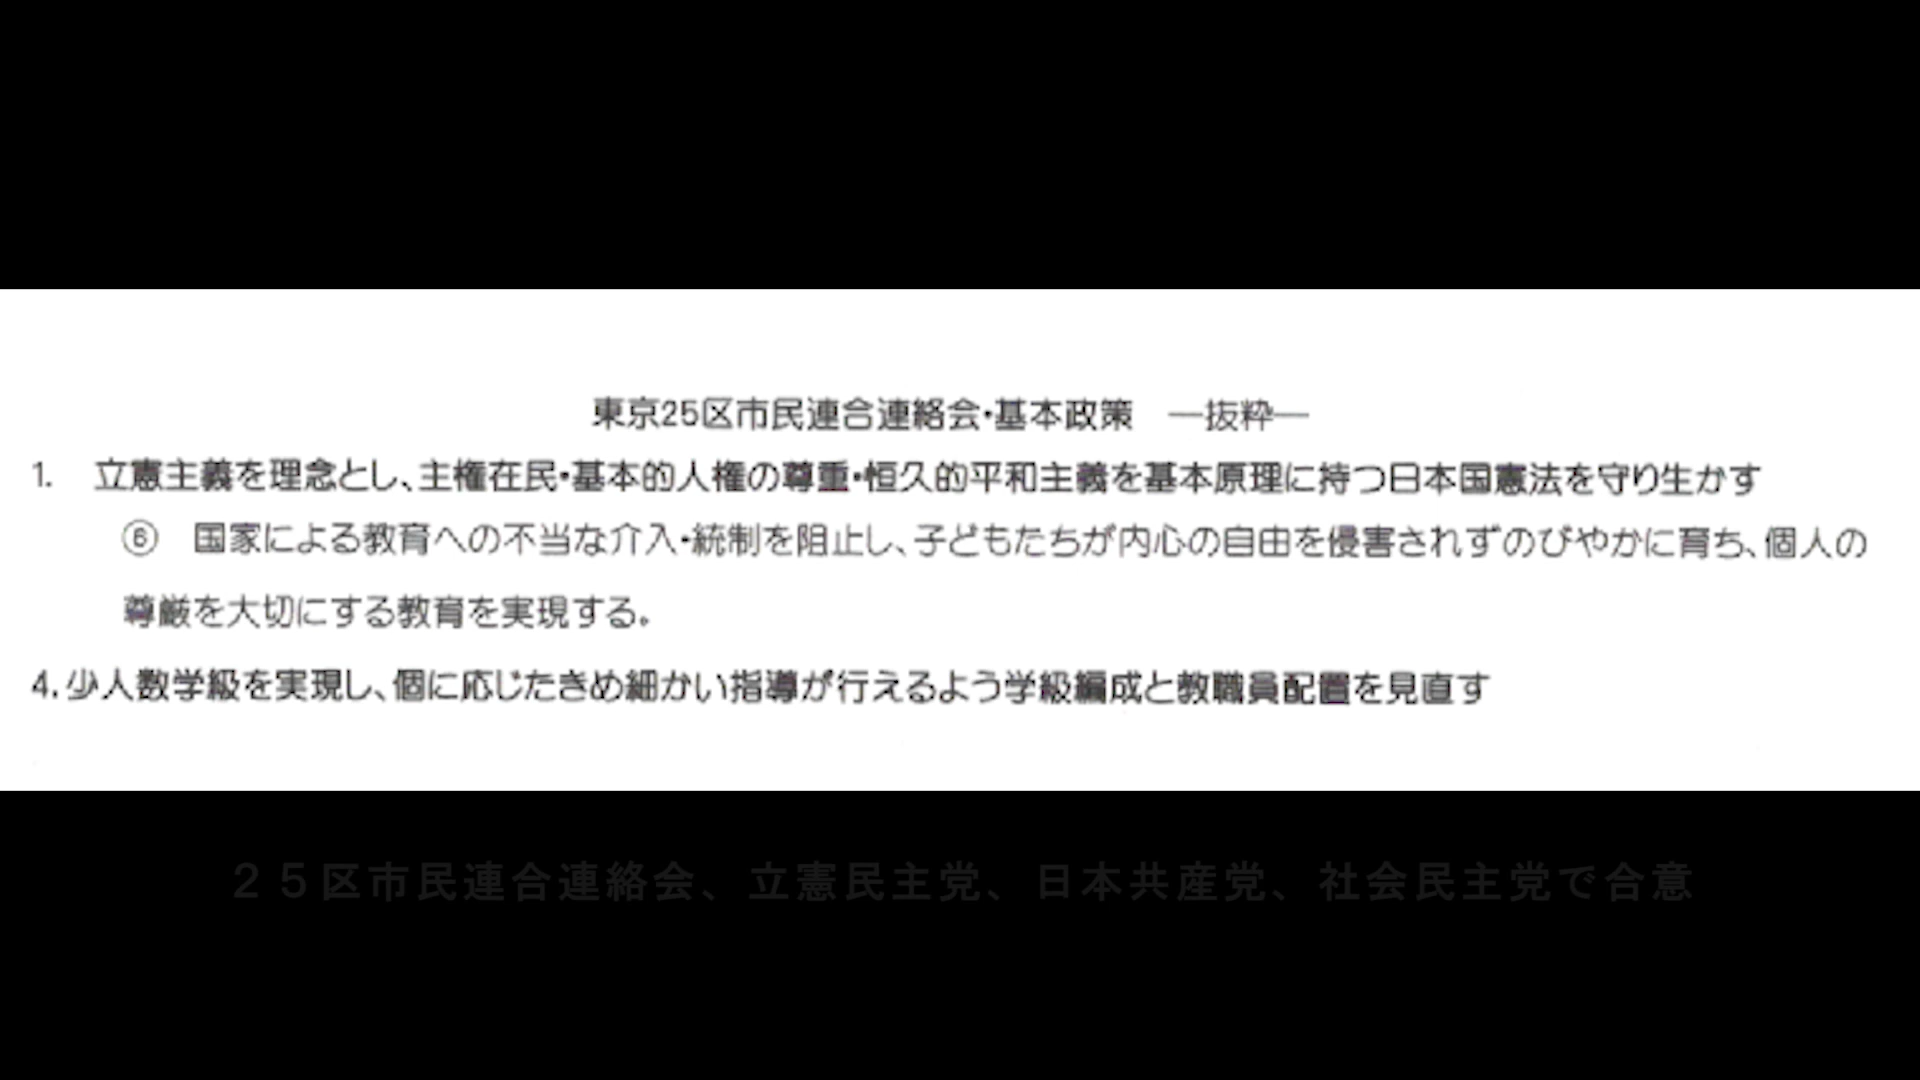 東京25区市民連合連絡会・基本政策　―抜粋―
1.　立憲主義を理念とし、主権在民・基本的人権の尊重・恒久的平和主義を基本原理に持つ日本国憲法を守り生かす
⑥　国家による教育への不当な介入・統制を阻止し、子どもたちが内心の自由を侵害されずのびやかに育ち、個人の
尊厳を大切にする教育を実現する。
4.少人数学級を実現し、個に応じたきめ細かい指導が行えるよう学級編成と教職員配置を見直す
２５区市民連合連絡会、立憲民主党、日本共産党、社会民主党で合意